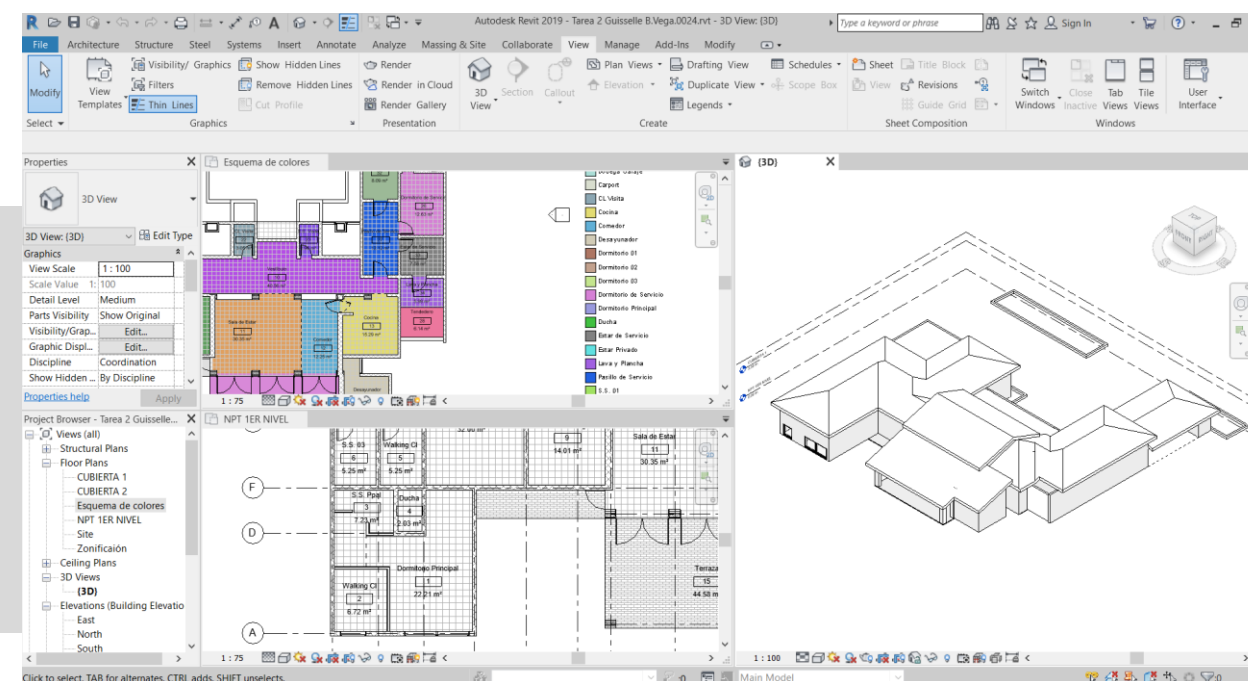 Autodesk Revit 2019 - Tarea 2 Guisselle B.Vega.0024.rvt - 3D View: {3D}
Type a keyword or phrase
Sign In
File Architecture Structure Steel Systems Insert Annotate Analyze Massing & Site Collaborate View Manage Add-Ins Modify
Modify
View
Templates
Visibility/ Graphics
Filters
Thin Lines
Show Hidden Lines
Remove Hidden Lines
Cut Profile
Render
Render in Cloud
Render Gallery
3D
View
Section
Callout
Plan Views
Elevation
Drafting View
Duplicate View
Legends
Schedules
Scope Box
Sheet
View
Title Block
Revisions
Guide Grid
Switch
Windows
Close
Inactive
Tab
Views
Tile
Views
User
Interface
Select
Graphics
Presentation
Create
Sheet Composition
Windows
Properties
3D View
3D View: {3D}
Edit Type
Graphics
View Scale 1 : 100
Scale Value 1: 100
Detail Level Medium
Parts Visibility Show Original
Visibility/Grap... Edit...
Graphic Displ... Edit...
Discipline Coordination
Show Hidden ... By Discipline
Properties help
Apply
Project Browser - Tarea 2 Guisselle...
Views (all)
Structural Plans
Floor Plans
CUBIERTA 1
CUBIERTA 2
Esquema de colores
NPT 1ER NIVEL
Site
Zonificaión
Ceiling Plans
3D Views
{3D}
Elevations (Building Elevatio
East
North
South
Esquema de colores
Carport
CL Visita
Cocina
Comedor
Desayunador
Dormitorio 01
Dormitorio 02
Dormitorio 03
Dormitorio de Servicio
Dormitorio Principal
Ducha
Estar de Servicio
Estar Privado
Lava y Plancha
Pasillo de Servicio
S.S. 01
Sala de Estar
11
Cocina
Desayunador
1 : 75
NPT 1ER NIVEL
S.S. 03
6
5.25 m²
Walking Cl
5
5.25 m²
9
14.01 m²
Sala de Estar
11
30.35 m²
F
S.S. Ppal
3
7.23 m²
Ducha
4
2.03 m²
D
Dormitorio Principal
1
22.21 m²
Walking Cl
2
6.72 m²
Terraza
15
44.58 m
A
1 : 75
{3D}
TOP
FRONT
RIGHT
1 : 100
Click to select, TAB for alternates, CTRL adds, SHIFT unselects.
:0
Main Model
:0